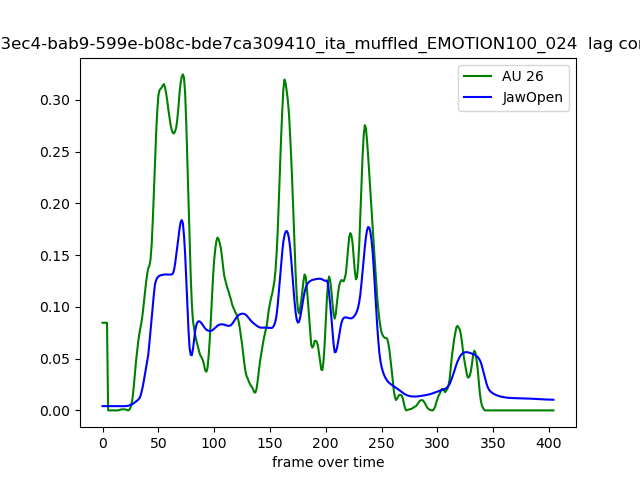 3ec4-bab9-599e-b08c-bde7ca309410_ita_muffled_EMOTION100_024 lag
AU 26
JawOpen
0.30
0.25
0.20
0.15
0.10
0.05
0.00
0 50 100 150 200 250 300 350 400
frame over time